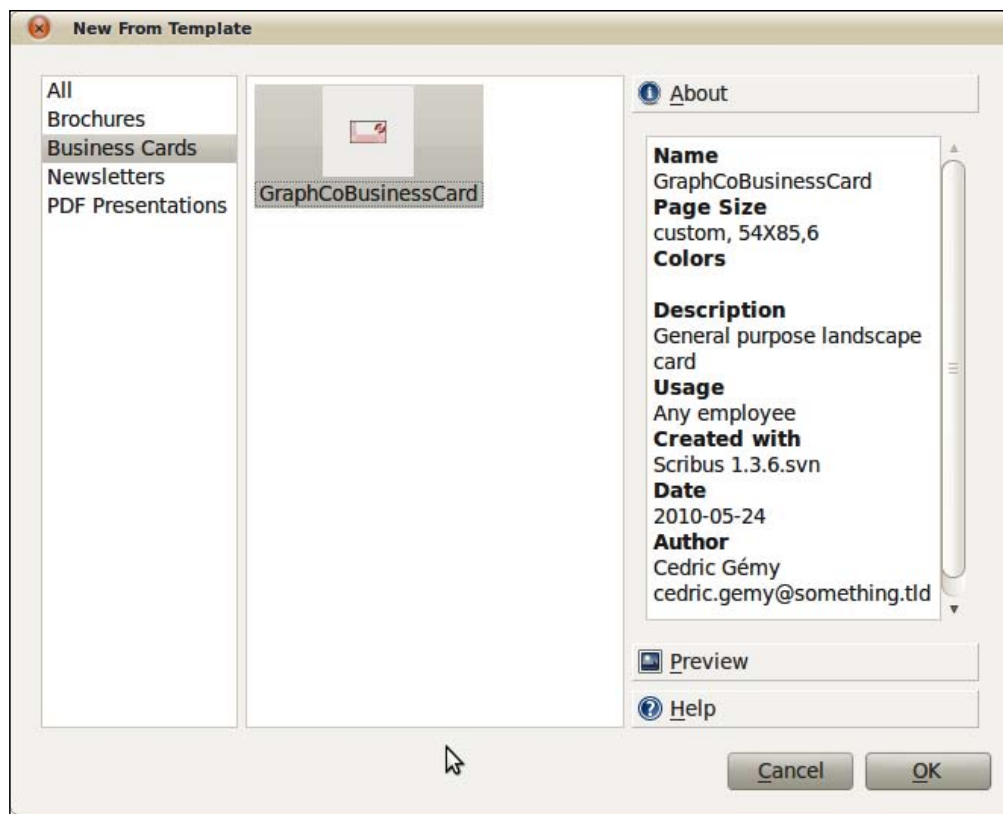 New From Template
All
Brochures
Business Cards
Newsletters
PDF Presentations
GraphCoBusinessCard
About
Name
GraphCoBusinessCard
Page Size
custom, 54X85,6
Colors
Description
General purpose landscape
card
Usage
Any employee
Created with
Scribus 1.3.6.svn
Date
2010-05-24
Author
Cedric Gémy
cedric.gemy@something.tld
Preview
Help
Cancel
OK